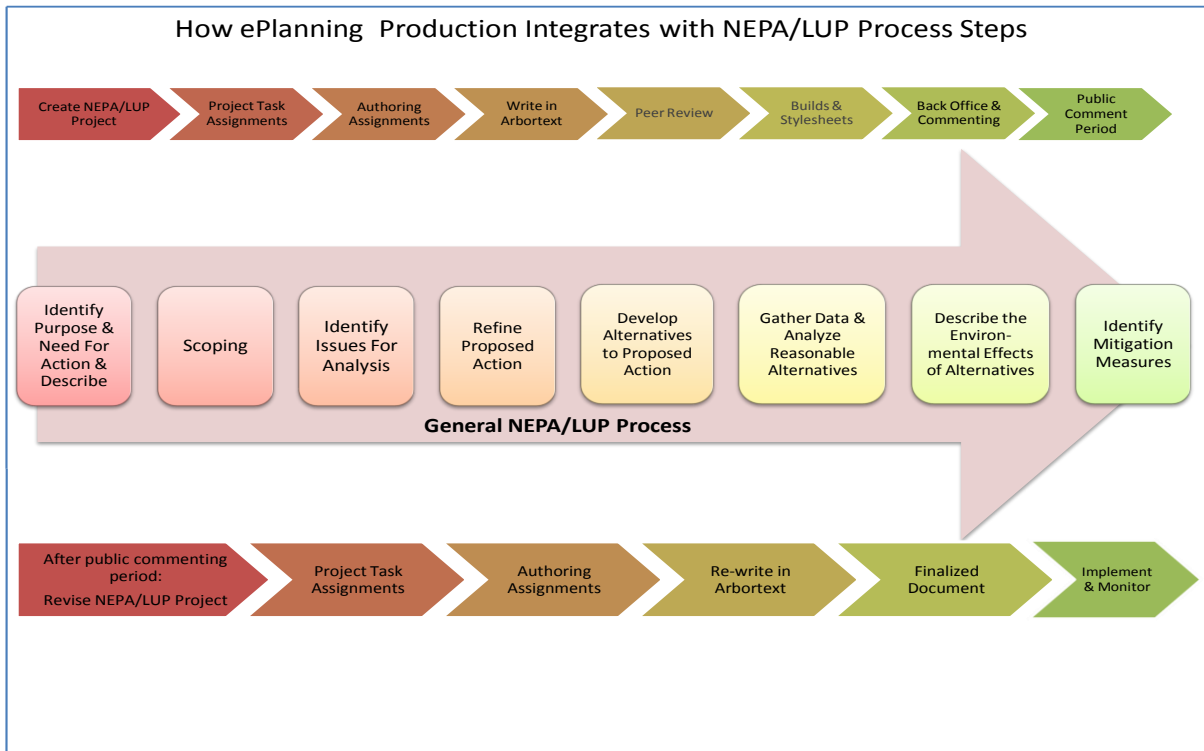 How ePlanning Production Integrates with NEPA/LUP Process Steps
Create NEPA/LUP
Project
Project Task
Assignments
Authoring
Assignments
Write in
Arbortext
Peer Review
Builds &
Stylesheets
Back Office &
Commenting
Public
Comment
Period
Identify
Purpose &
Need For
Action &
Describe
Scoping
Identify
Issues For
Analysis
Refine
Proposed
Action
Develop
Alternatives
to Proposed
Action
Gather Data &
Analyze
Reasonable
Alternatives
Describe the
Environ-
mental Effects
of Alternatives
Identify
Mitigation
Measures
General NEPA/LUP Process
After public commenting
period:
Revise NEPA/LUP Project
Project Task
Assignments
Authoring
Assignments
Re-write in
Arbortext
Finalized
Document
Implement
& Monitor